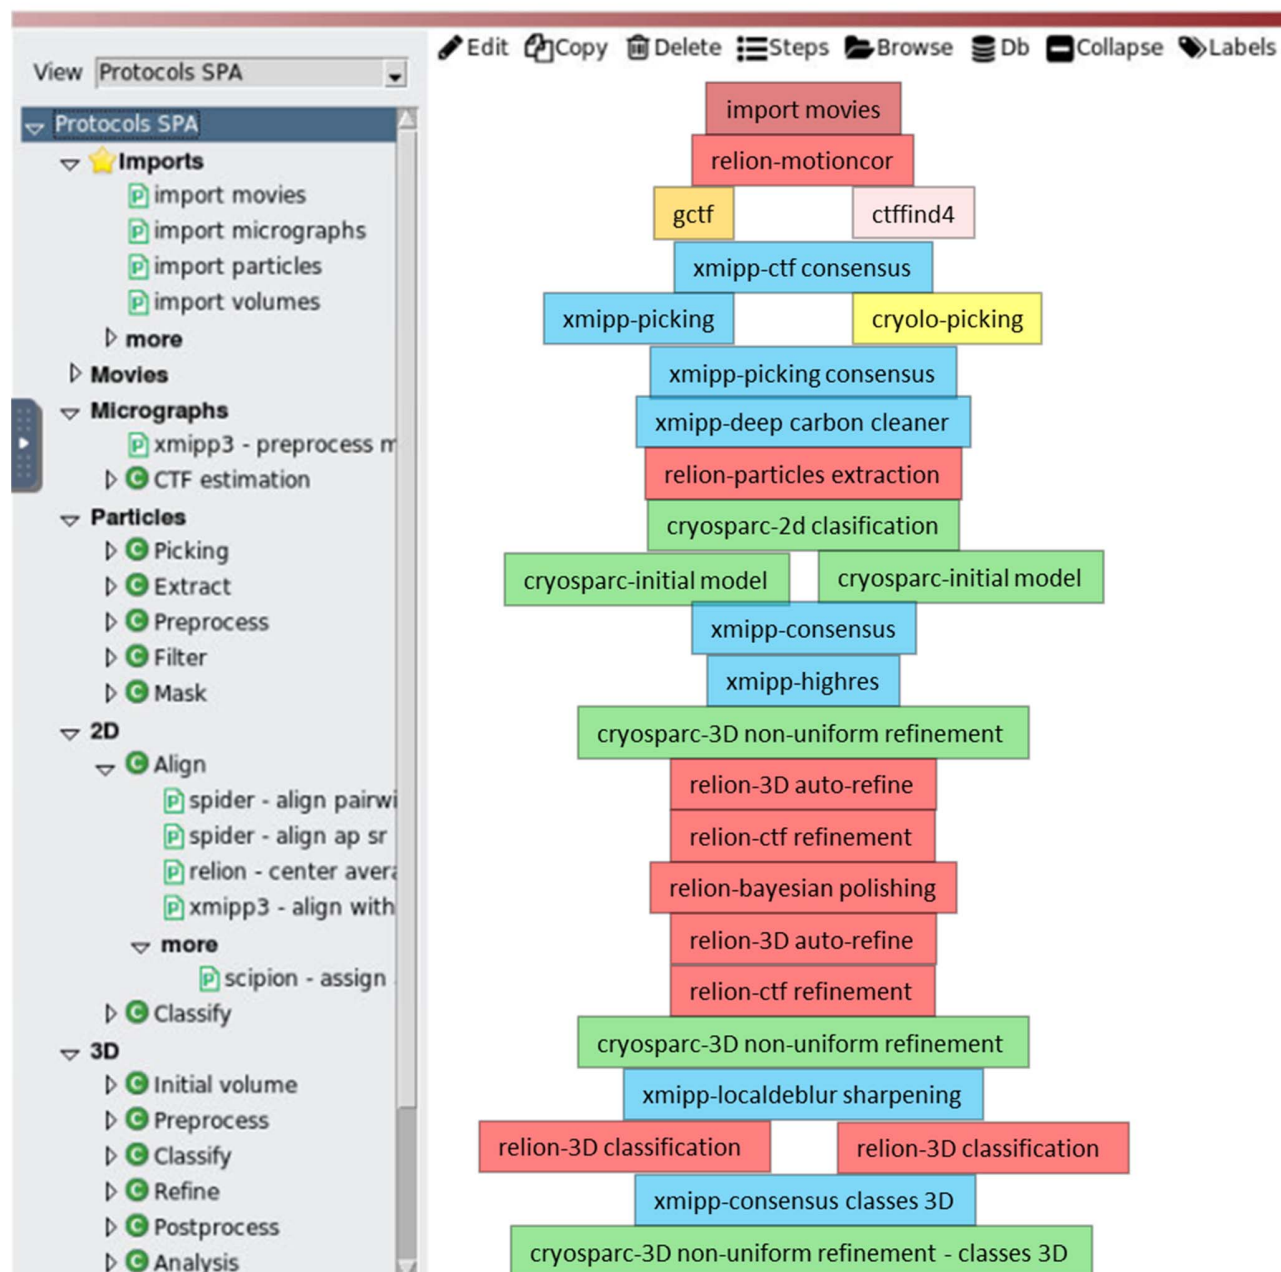 Edit Copy Delete Steps Browse Db Collapse Labels
View Protocols SPA
Protocols SPA
Imports
import movies
import micrographs
import particles
import volumes
more
Movies
Micrographs
xmipp3 - preprocess m
CTF estimation
Particles
Picking
Extract
Preprocess
Filter
Mask
2D
Align
spider - align pairwi
spider - align ap sr
relion - center avera
xmipp3 - align with
more
scipion - assign
Classify
3D
Initial volume
Preprocess
Classify
Refine
Postprocess
Analysis
import movies
relion-motioncor
gctf ctffind4
xmipp-ctf consensus
xmipp-picking cryolo-picking
xmipp-picking consensus
xmipp-deep carbon cleaner
relion-particles extraction
cryosparc-2d clasification
cryosparc-initial model cryosparc-initial model
xmipp-consensus
xmipp-highres
cryosparc-3D non-uniform refinement
relion-3D auto-refine
relion-ctf refinement
relion-bayesian polishing
relion-3D auto-refine
relion-ctf refinement
cryosparc-3D non-uniform refinement
xmipp-localdeblur sharpening
relion-3D classification relion-3D classification
xmipp-consensus classes 3D
cryosparc-3D non-uniform refinement - classes 3D